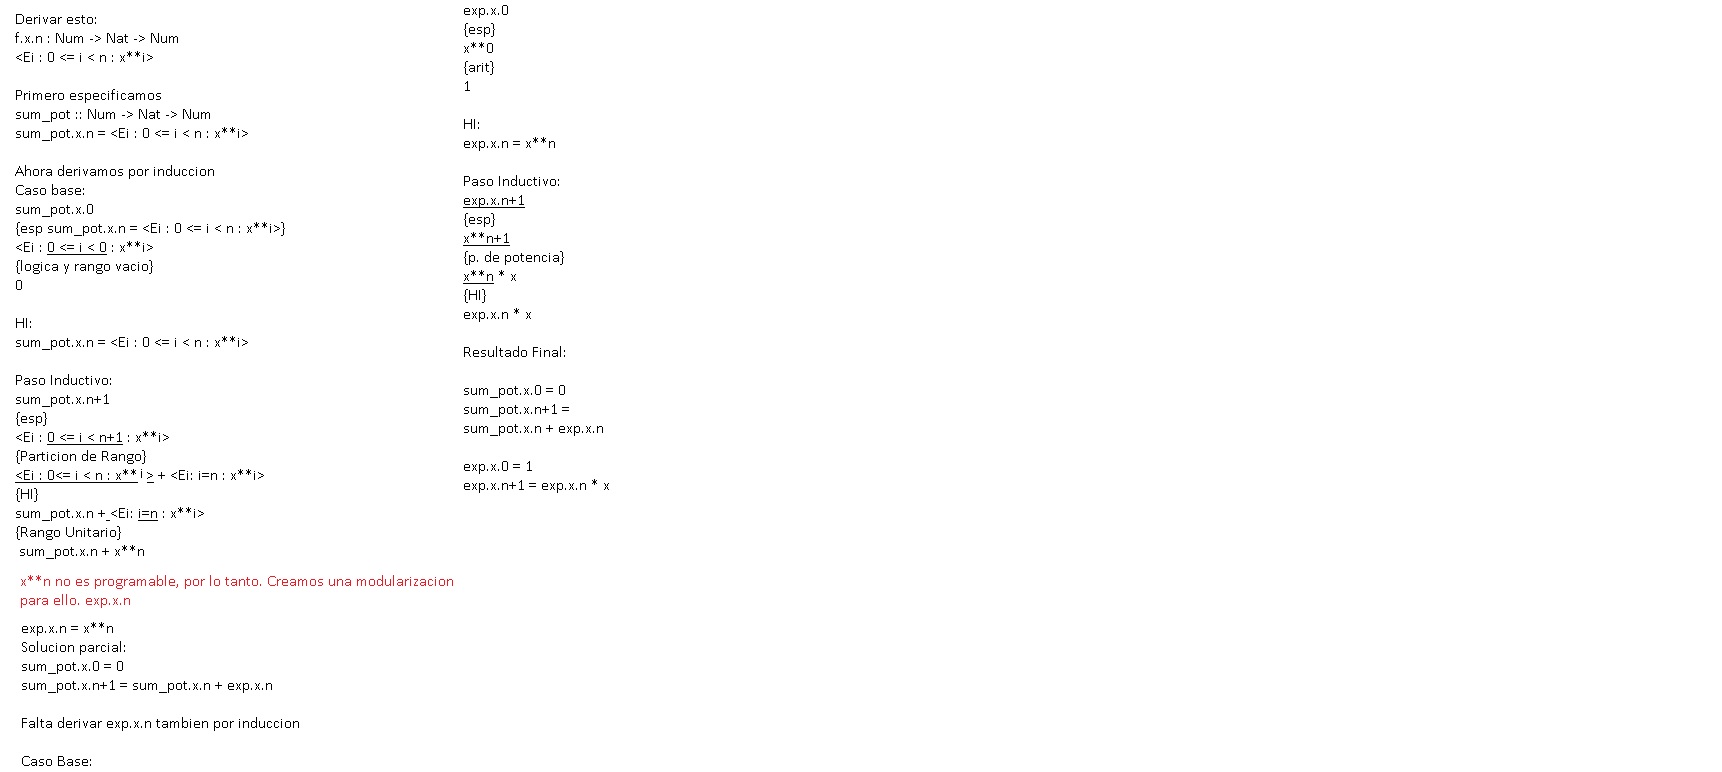 Derivar esto:
f.x.n : Num -> Nat -> Num
<Ei : 0 <= i < n : x**i>
Primero especificamos
sum_pot :: Num -> Nat -> Num
sum_pot.x.n = <Ei : 0 <= i < n : x**i>
Ahora derivamos por induccion
Caso base:
sum_pot.x.0
{esp sum_pot.x.n = <Ei : 0 <= i < n : x**i>}
<Ei : 0 <= i < 0 : x**i>
{logica y rango vacio}
0
HI:
sum_pot.x.n = <Ei : 0 <= i < n : x**i>
Paso Inductivo:
sum_pot.x.n+1
{esp}
<Ei : 0 <= i < n+1 : x**i>
{Particion de Rango}
<Ei : 0<= i < n : x**i > + <Ei: i=n : x**i>
{HI}
sum_pot.x.n + <Ei: i=n : x**i>
{Rango Unitario}
sum_pot.x.n + x**n
x**n no es programable, por lo tanto. Creamos una modularizacion
para ello. exp.x.n
exp.x.n = x**n
Solucion parcial:
sum_pot.x.0 = 0
sum_pot.x.n+1 = sum_pot.x.n + exp.x.n
Falta derivar exp.x.n tambien por induccion
Caso Base:
exp.x.0
{esp}
x**0
{arit}
1
HI:
exp.x.n = x**n
Paso Inductivo:
exp.x.n+1
{esp}
x**n+1
{p. de potencia}
x**n * x
{HI}
exp.x.n * x
Resultado Final:
sum_pot.x.0 = 0
sum_pot.x.n+1 =
sum_pot.x.n + exp.x.n
exp.x.0 = 1
exp.x.n+1 = exp.x.n * x